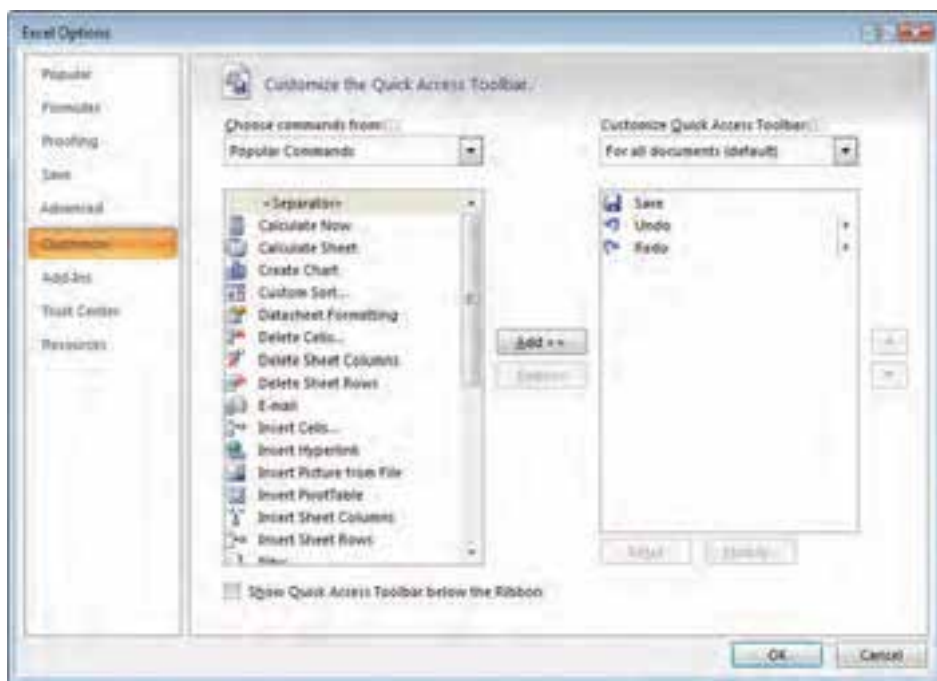 Excel Options
Popular
Formulas
Proofing
Save
Advanced
Customize
Add-Ins
Trust Center
Resources
Customize the Quick Access Toolbar.
Choose commands from:
Popular Commands
<Separator>
Calculate Now
Calculate Sheet
Create Chart
Custom Sort...
Datasheet Formatting
Delete Cells...
Delete Sheet Columns
Delete Sheet Rows
E-mail
Insert Cells...
Insert Hyperlink
Insert Picture from File
Insert PivotTable
Insert Sheet Columns
Insert Sheet Rows
New
Show Quick Access Toolbar below the Ribbon
Add >>
Remove
Customize Quick Access Toolbar:
For all documents (default)
Save
Undo
Redo
Reset
Modify...
OK
Cancel